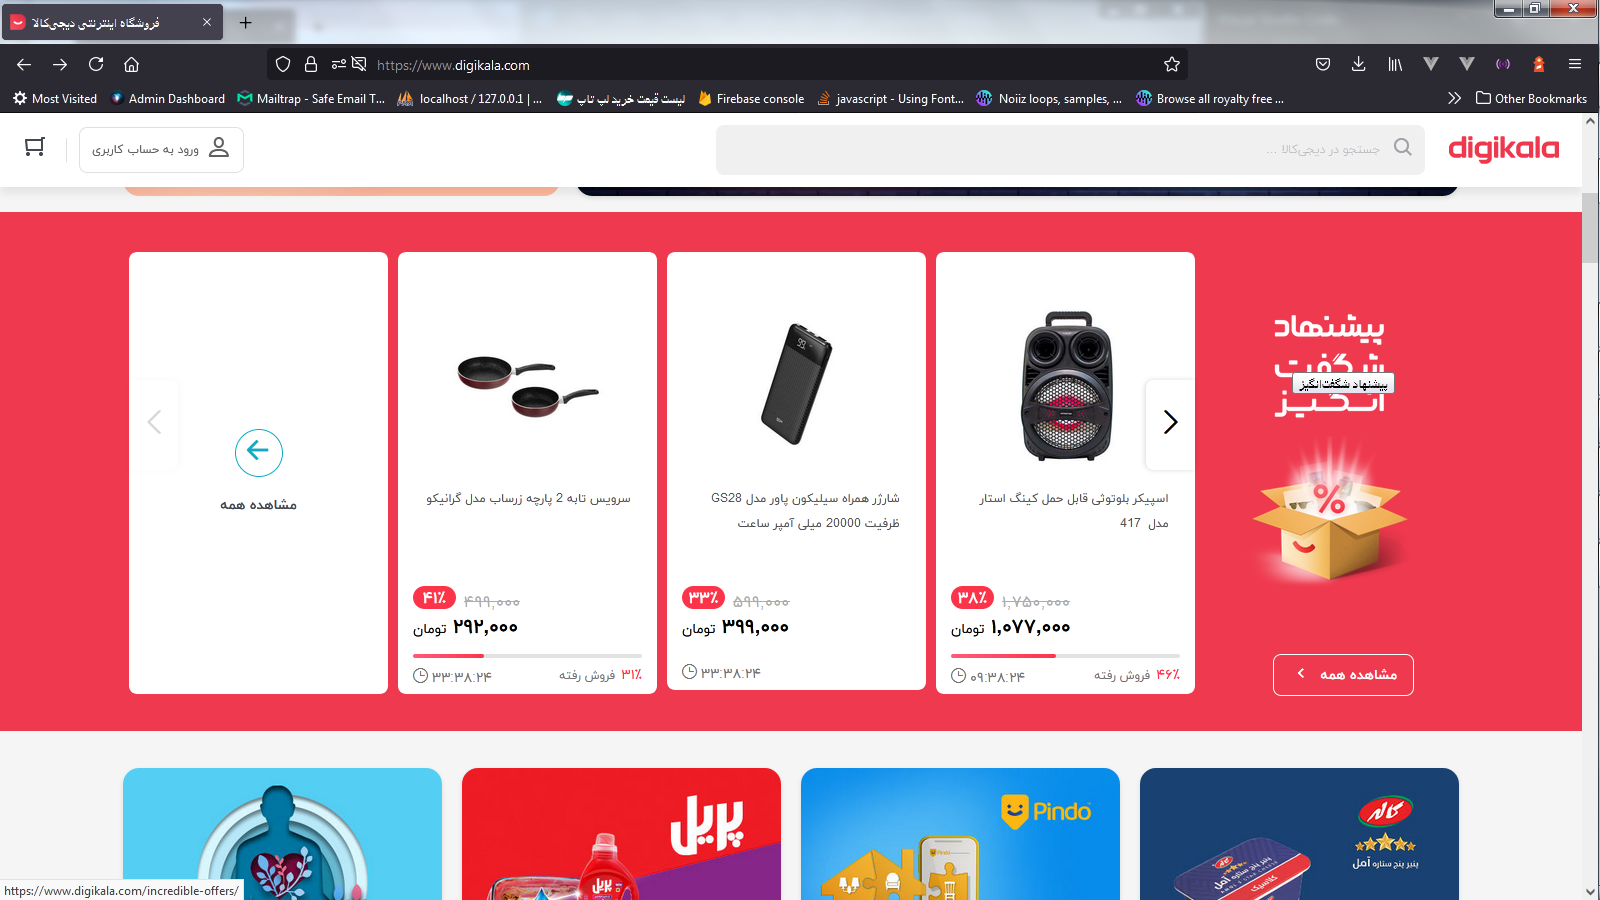 فروشگاه اینترنتی دیجی‌کالا
https://www.digikala.com
Most Visited
Admin Dashboard
Mailtrap - Safe Email T...
localhost / 127.0.0.1 | ...
لیست قیمت خرید لپ تاپ
Firebase console
javascript - Using Font...
Noiiz loops, samples, ...
Browse all royalty free ...
Other Bookmarks
digikala
جستجو در دیجی‌کالا ...
ورود به حساب کاربری
پیشنهاد
شگفت
انگیز
پیشنهاد شگفت‌انگیز
%
مشاهده همه
اسپیکر بلوتوثی قابل حمل کینگ استار
مدل 417
۳۸٪ ۱,۷۵۰,۰۰۰
۱,۰۷۷,۰۰۰ تومان
۴۶٪ فروش رفته
۰۹:۳۸:۲۴
شارژر همراه سیلیکون پاور مدل GS28
ظرفیت 20000 میلی آمپر ساعت
۳۳٪ ۵۹۹,۰۰۰
۳۹۹,۰۰۰ تومان
۳۳:۳۸:۲۴
سرویس تابه 2 پارچه زرساب مدل گرانیکو
۴۱٪ ۴۹۹,۰۰۰
۲۹۲,۰۰۰ تومان
۳۱٪ فروش رفته
۳۳:۳۸:۲۴
مشاهده همه
کاله
پنیر پنج ستاره آمل
کلاسیک
Pindo
Pindo
پریل
پریل
https://www.digikala.com/incredible-offers/